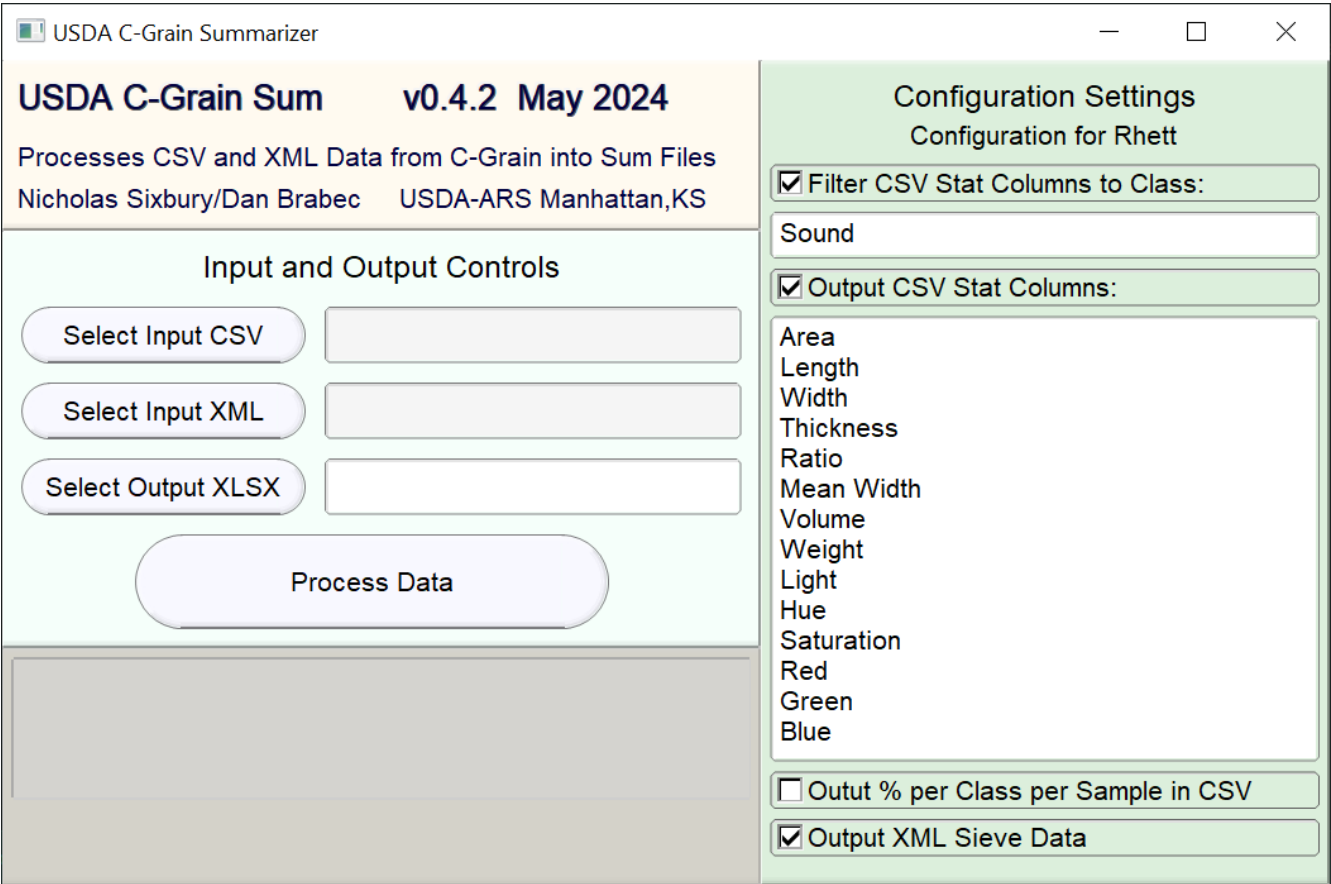 USDA C-Grain Summarizer
USDA C-Grain Sum v0.4.2 May 2024
Processes CSV and XML Data from C-Grain into Sum Files
Nicholas Sixbury/Dan Brabec USDA-ARS Manhattan,KS
Input and Output Controls
Select Input CSV
Select Input XML
Select Output XLSX
Process Data
Configuration Settings
Configuration for Rhett
Filter CSV Stat Columns to Class:
Sound
Output CSV Stat Columns:
Area
Length
Width
Thickness
Ratio
Mean Width
Volume
Weight
Light
Hue
Saturation
Red
Green
Blue
Outut % per Class per Sample in CSV
Output XML Sieve Data